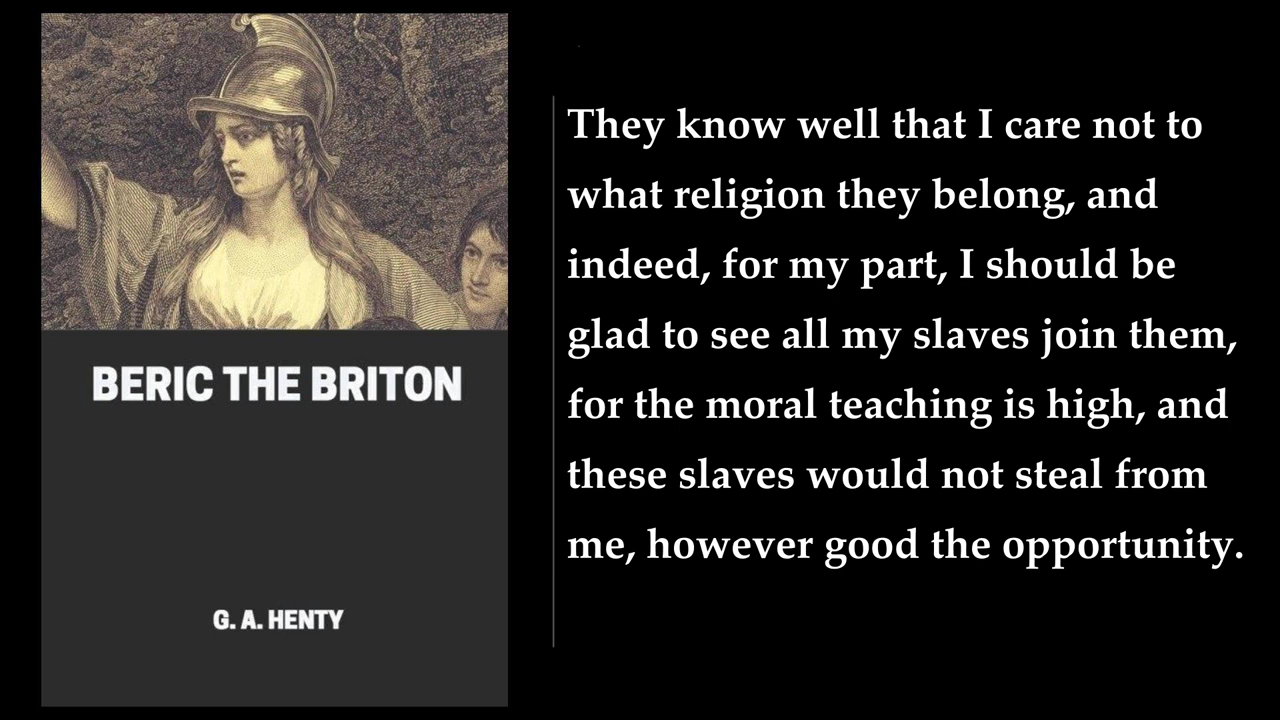 BERIC THE BRITON
G. A. HENTY
They know well that I care not to
what religion they belong, and
indeed, for my part, I should be
glad to see all my slaves join them,
for the moral teaching is high, and
these slaves would not steal from
me, however good the opportunity.